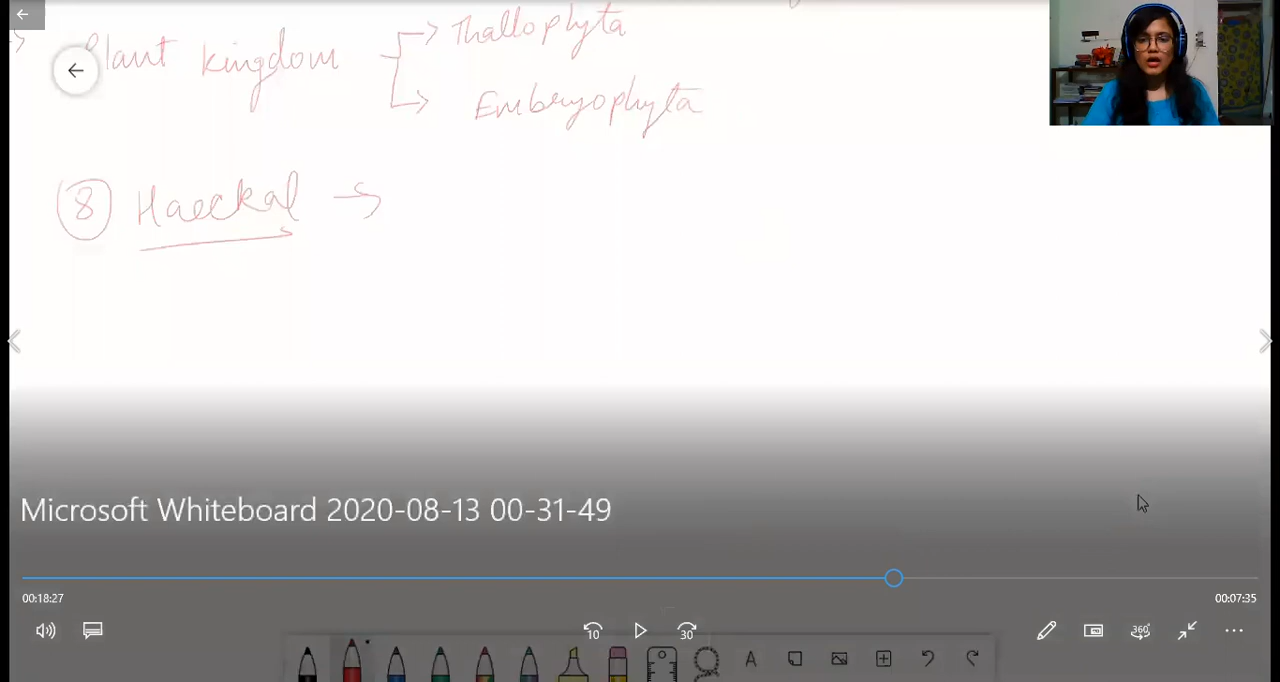 Thallophyta
Plant kingdom
Embryophyta
8 Haeckal →
Microsoft Whiteboard 2020-08-13 00-31-49
00:18:27
00:07:35
10
30
360°
A